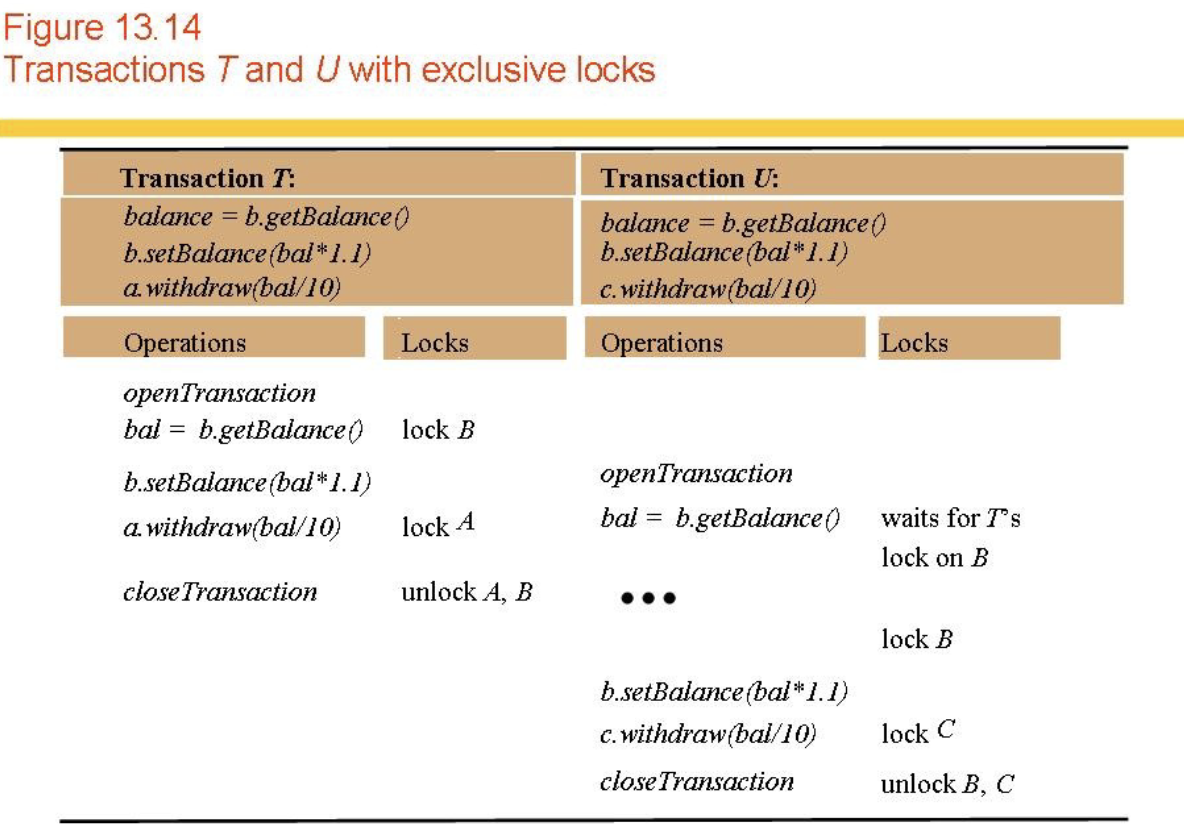 Figure 13.14
Transactions T and U with exclusive locks
Transaction T: Transaction U:
balance = b.getBalance() balance = b.getBalance()
b.setBalance(bal*1.1) b.setBalance(bal*1.1)
a.withdraw(bal/10) c.withdraw(bal/10)
Operations Locks Operations Locks
openTransaction
bal = b.getBalance() lock B
openTransaction
b.setBalance(bal*1.1)
bal = b.getBalance() waits for T's
a.withdraw(bal/10) lock A
lock on B
closeTransaction unlock A, B •••
lock B
b.setBalance(bal*1.1)
c.withdraw(bal/10) lock C
closeTransaction unlock B, C